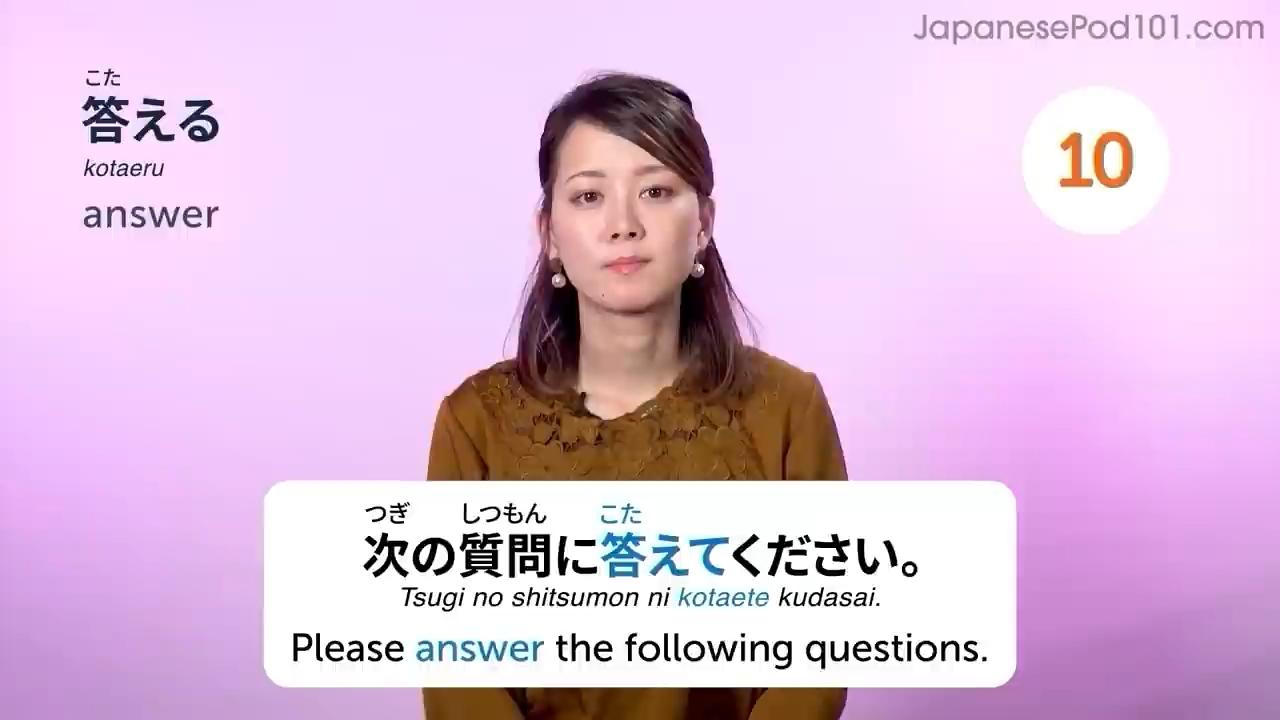 JapanesePod101.com
こた
答える
kotaeru
answer
10
つぎ しつもん こた
次の質問に答えてください。
Tsugi no shitsumon ni kotaete kudasai.
Please answer the following questions.